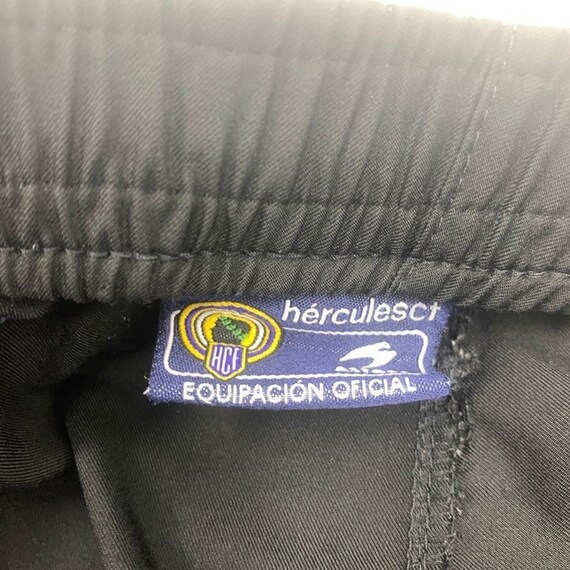 hérculescf
HCF
EQUIPACIÓN OFICIAL